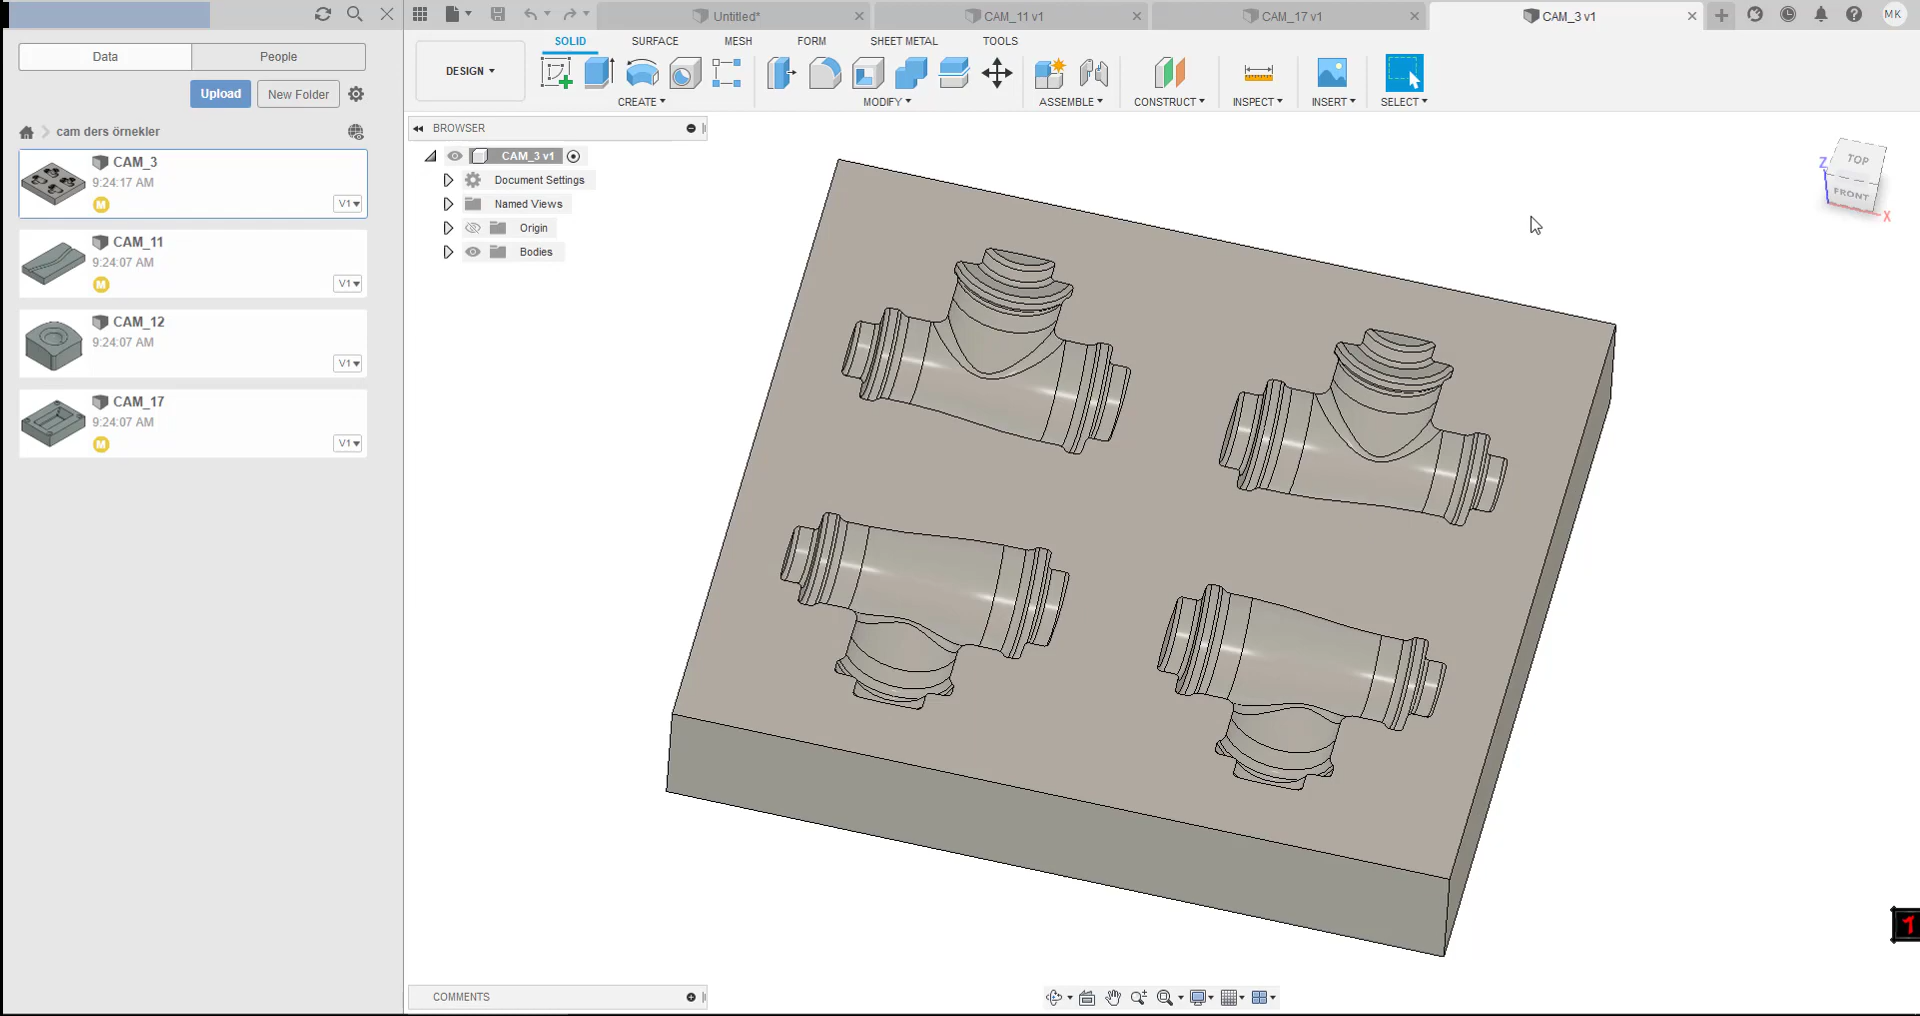 Untitled*
CAM_11 v1
CAM_17 v1
CAM_3 v1
MK
Data
People
Upload
New Folder
cam ders örnekler
CAM_3
9:24:17 AM
M
V1
CAM_11
9:24:07 AM
M
V1
CAM_12
9:24:07 AM
V1
CAM_17
9:24:07 AM
M
V1
DESIGN
SOLID
SURFACE
MESH
FORM
SHEET METAL
TOOLS
CREATE
MODIFY
ASSEMBLE
CONSTRUCT
INSPECT
INSERT
SELECT
BROWSER
CAM_3 v1
Document Settings
Named Views
Origin
Bodies
TOP
FRONT
Z
X
1
COMMENTS